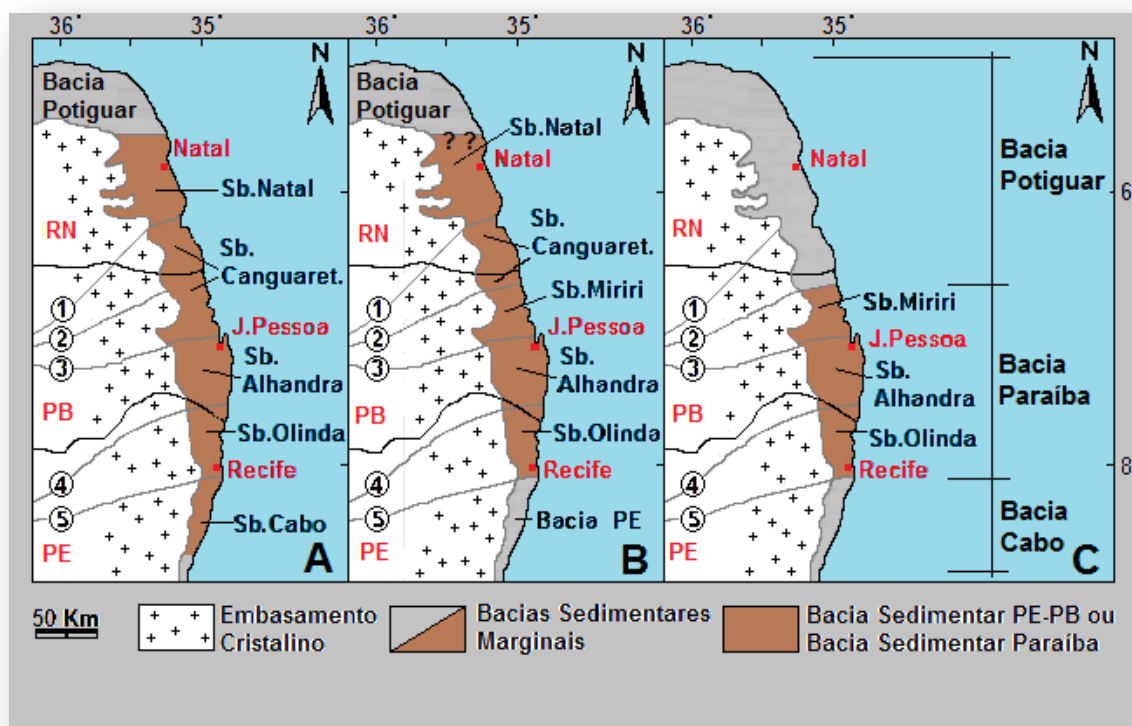 36° 35° 36° 35° 36° 35°
N
Bacia
Potiguar
Natal
Sb.Natal
RN
Sb.
Canguaret.
1
2
3
J.Pessoa
Sb.
Alhandra
PB
Sb.Olinda
Recife
4
5
Sb.Cabo
PE
A
N
Bacia
Potiguar
? ?
Sb.Natal
Natal
RN
Sb.
Canguaret.
Sb.Miriri
1
2
3
J.Pessoa
Sb.
Alhandra
PB
Sb.Olinda
Recife
4
5
Bacia PE
PE
B
N
Natal
Bacia
Potiguar
6
RN
Sb.Miriri
1
2
3
J.Pessoa
Sb.
Alhandra
Bacia
Paraíba
PB
Sb.Olinda
Recife
8
4
5
Bacia
Cabo
PE
C
50 Km
Embasamento
Cristalino
Bacias Sedimentares
Marginais
Bacia Sedimentar PE-PB ou
Bacia Sedimentar Paraíba